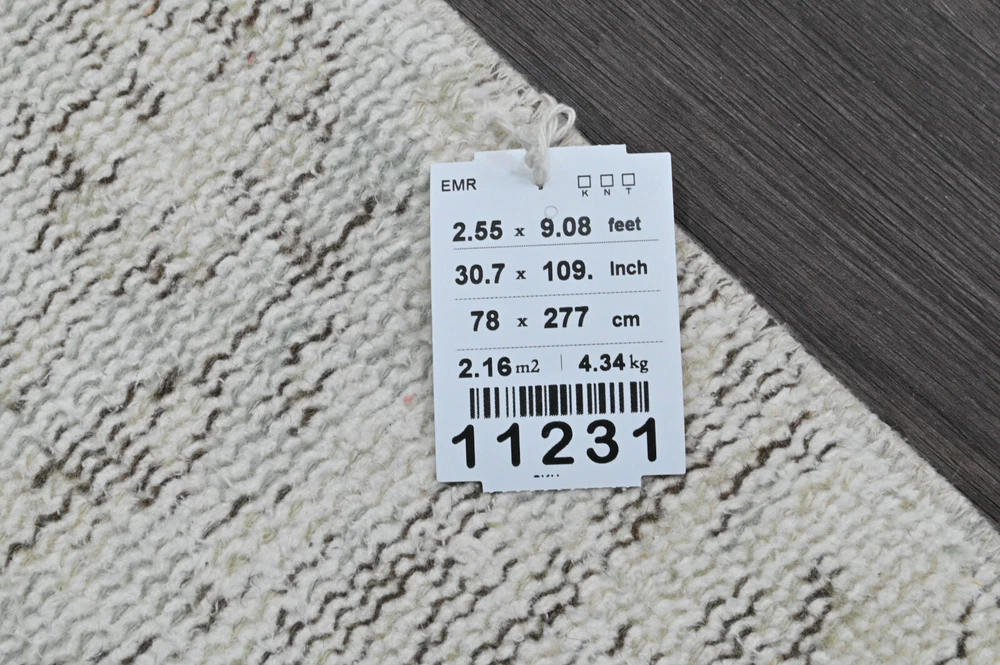 EMR
K N T
2.55 x 9.08 feet
30.7 x 109. Inch
78 x 277 cm
2.16 m2 | 4.34 kg
11231